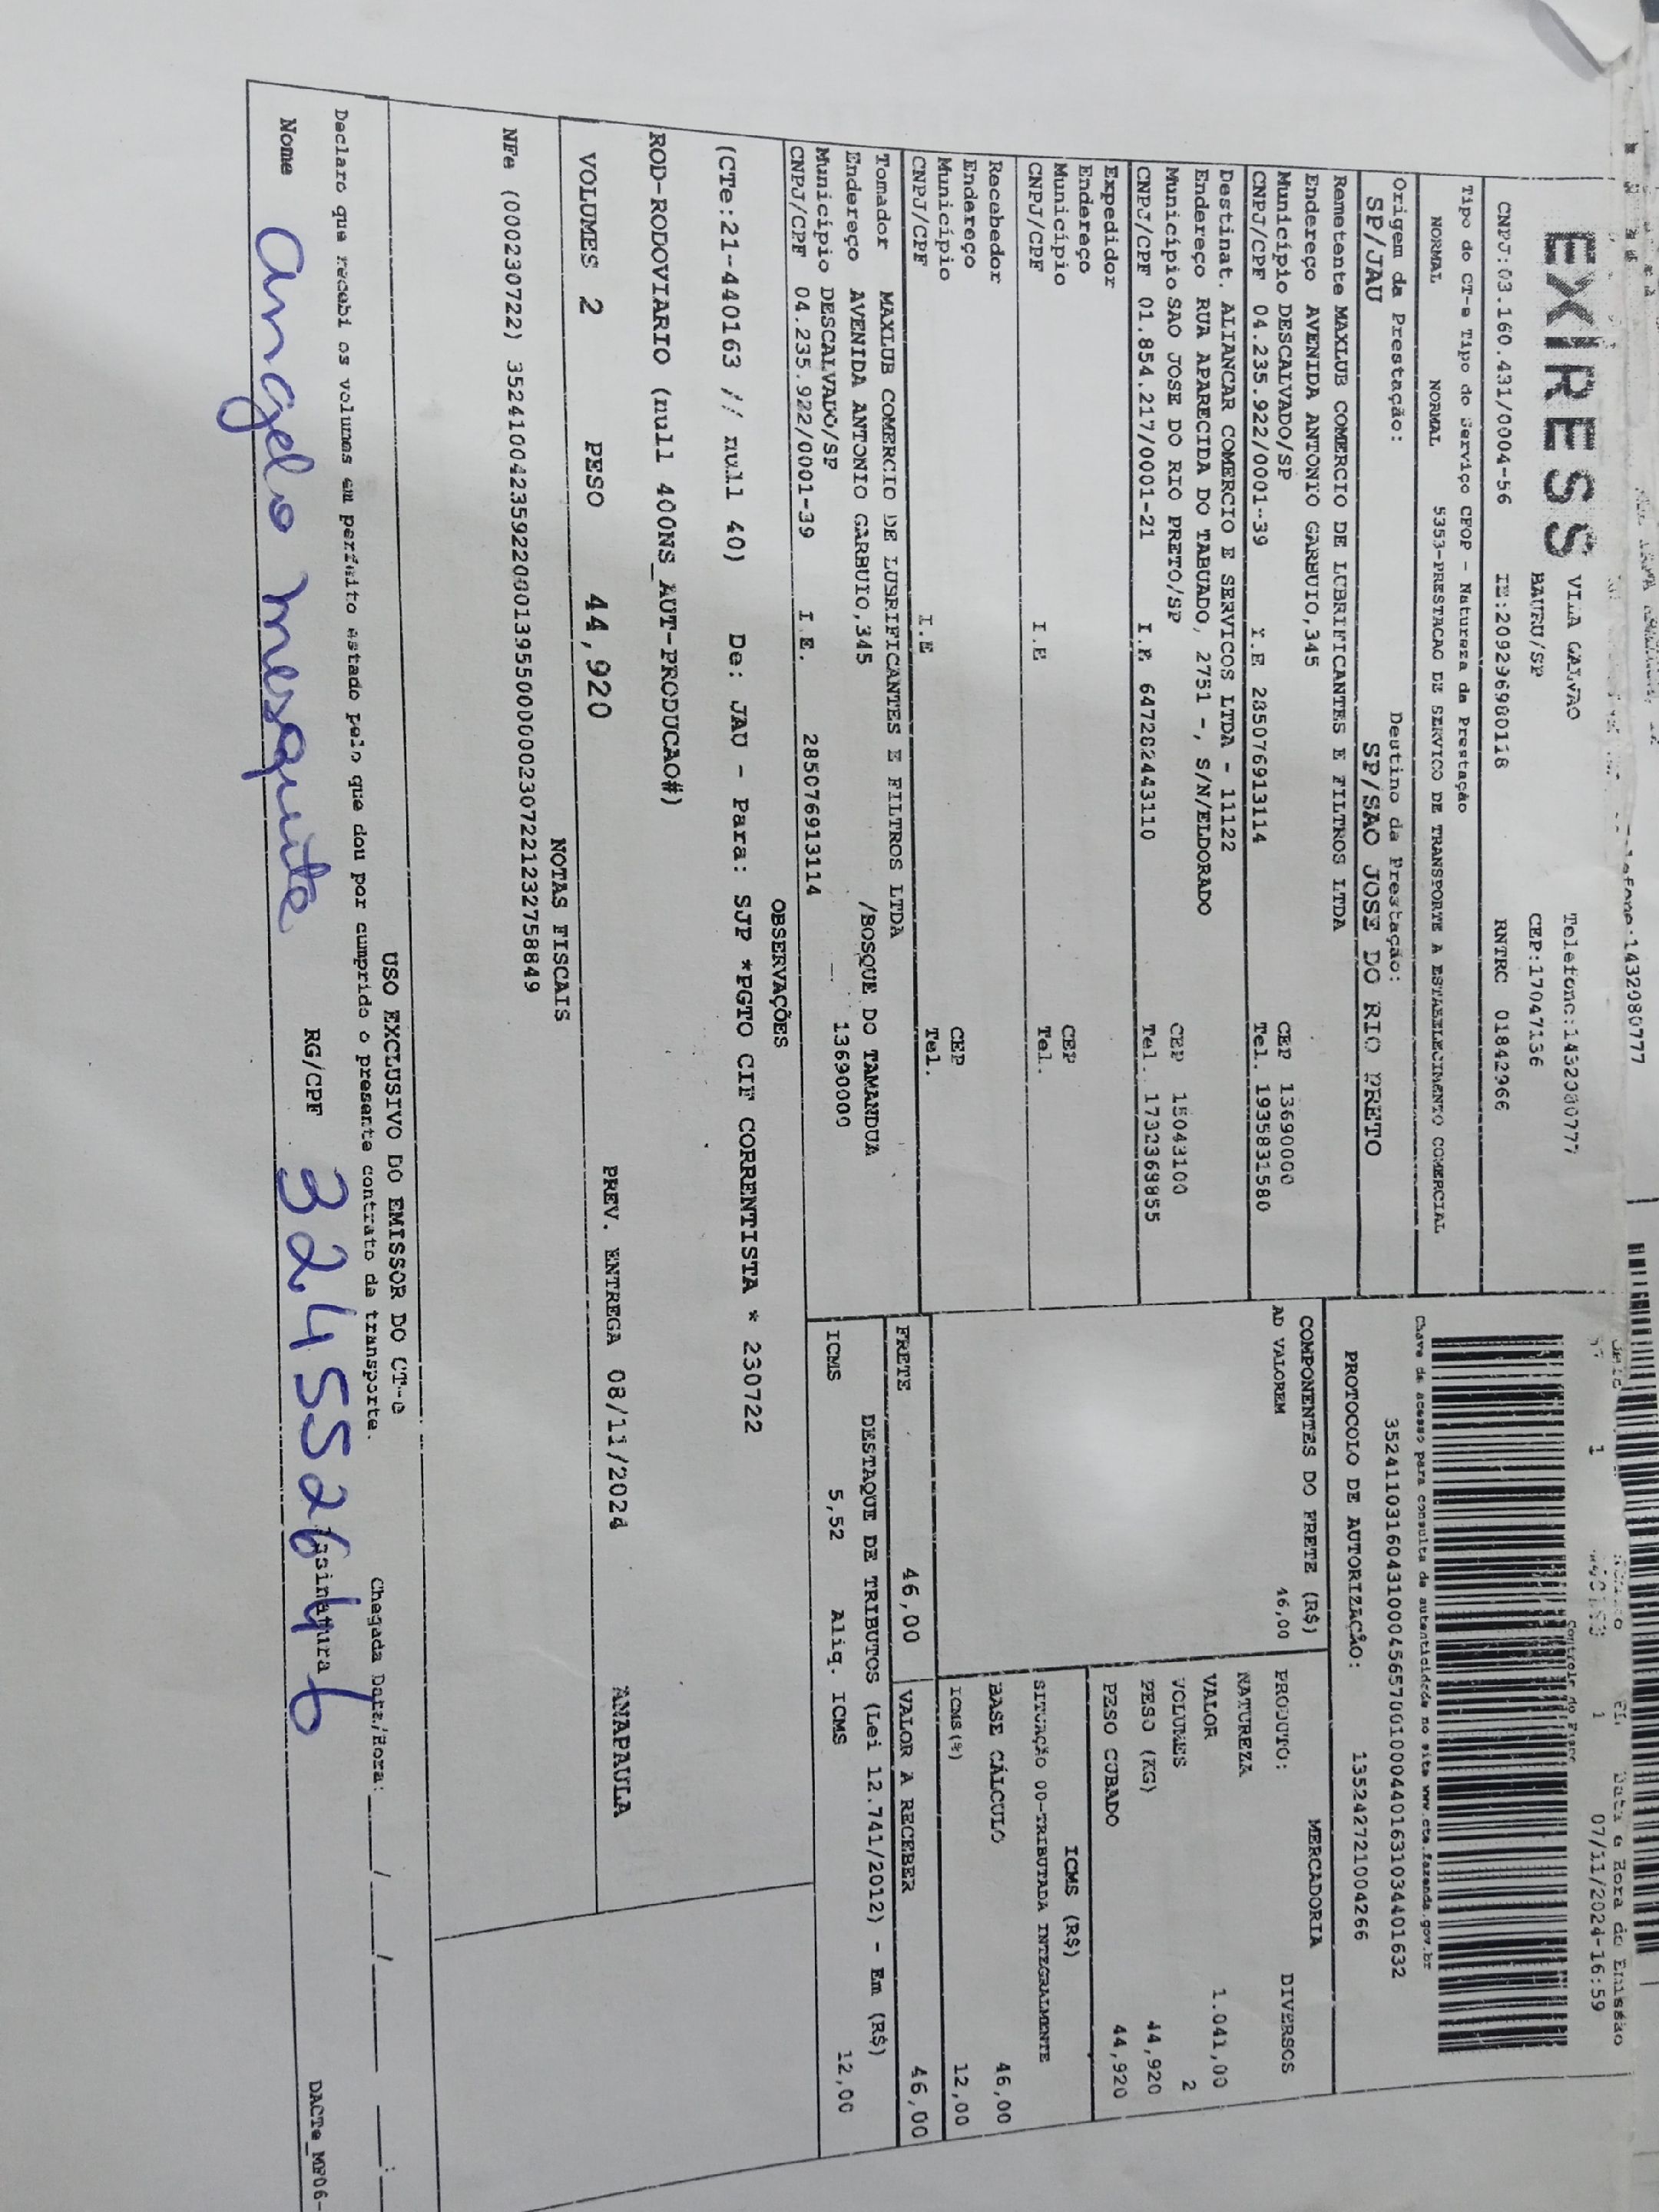 EXPRESS
VILA GALVAO Telefone:1432080777
BAURU/SP CEP:17047136
CNPJ:03.160.431/0004-56 IE:209296980118 RNTRC 01842966
1 1 07/11/2024-16:59
Tipo do CT-e Tipo do Serviço CFOP - Natureza da Prestação
NORMAL NORMAL 5353-PRESTACAO DE SERVICO DE TRANSPORTE A ESTABELECIMENTO COMERCIAL
Chave de acesso para consulta de autenticidade no site www.cte.fazenda.gov.br
35241103160431000456570010004401631034401632
Origem da Prestação: Destino da Prestação:
SP/JAU SP/SAO JOSE DO RIO PRETO
PROTOCOLO DE AUTORIZAÇÃO: 135242721004266
Remetente MAXLUB COMERCIO DE LUBRIFICANTES E FILTROS LTDA
Endereço AVENIDA ANTONIO GARBUIO,345
Município DESCALVADO/SP CEP 13690000
CNPJ/CPF 04.235.922/0001-39 I.E 285076913114 Tel. 1935831580
Destinat. ALIANCAR COMERCIO E SERVICOS LTDA - 11122
Endereço RUA APARECIDA DO TABUADO, 2751 -, S/N/ELDORADO
Município SAO JOSE DO RIO PRETO/SP CEP 15043100
CNPJ/CPF 01.854.217/0001-21 I.E 647282443110 Tel. 1732369855
Expedidor
Endereço
Município CEP
CNPJ/CPF I.E Tel.
Recebedor
Endereço
Município CEP
CNPJ/CPF I.E Tel.
Tomador MAXLUB COMERCIO DE LUBRIFICANTES E FILTROS LTDA
Endereço AVENIDA ANTONIO GARBUIO,345 /BOSQUE DO TAMANDUA
Município DESCALVADO/SP 13690000
CNPJ/CPF 04.235.922/0001-39 I.E. 285076913114
COMPONENTES DO FRETE (R$)
AD VALOREM 46,00
MERCADORIA
PRODUTO: DIVERSOS
NATUREZA
VALOR 1.041,00
VOLUMES 2
PESO (KG) 44,920
PESO CUBADO 44,920
ICMS (R$)
SITUAÇÃO 00-TRIBUTADA INTEGRALMENTE
BASE CÁLCULO 46,00
ICMS(%) 12,00
FRETE 46,00 VALOR A RECEBER 46,00
DESTAQUE DE TRIBUTOS (Lei 12.741/2012) - Em (R$)
ICMS 5,52 Aliq. ICMS 12,00
OBSERVAÇÕES
(CTe:21-440163 // null 40) De: JAU - Para: SJP *PGTO CIF CORRENTISTA * 230722
ROD-RODOVIARIO (null 400NS_AUT-PRODUCAO#)
VOLUMES 2 PESO 44,920 PREV. ENTREGA 08/11/2024 ANAPAULA
NOTAS FISCAIS
NFe (000230722) 35241004235922000139550000002307221232758849
USO EXCLUSIVO DO EMISSOR DO CT-e
Declaro que recebi os volumes em perfeito estado pelo que dou por cumprido o presente contrato de transporte. Chegada Data/Hora: ___/___/_____ ___:
Nome Angelo mesquite RG/CPF Assinatura DACTe_MF06-